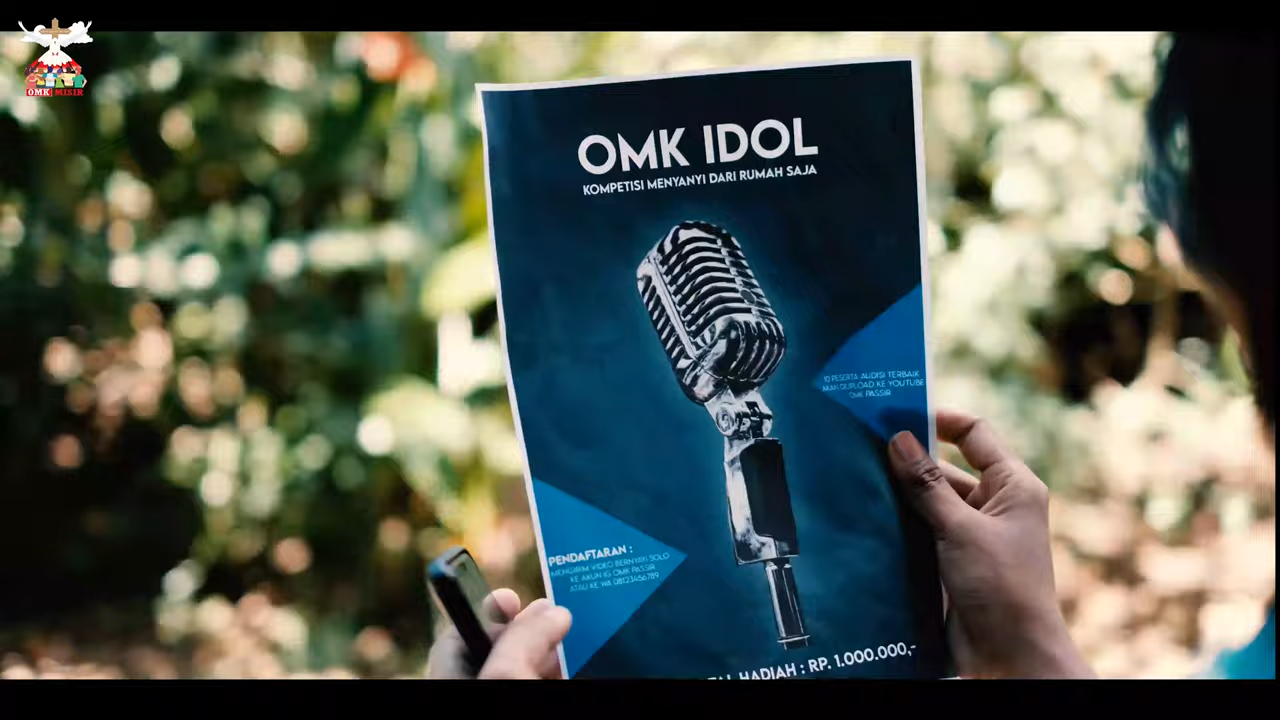 OMK MISIR
OMK IDOL
KOMPETISI MENYANYI DARI RUMAH SAJA
10 PESERTA AUDISI TERBAIK
AKAN DIUPLOAD KE YOUTUBE
OMK PASSIR
PENDAFTARAN :
MENGIRIM VIDEO BERNYANYI SOLO
KE AKUN IG OMK PASSIR
ATAU KE WA 08123456789
HADIAH : RP. 1.000.000,-